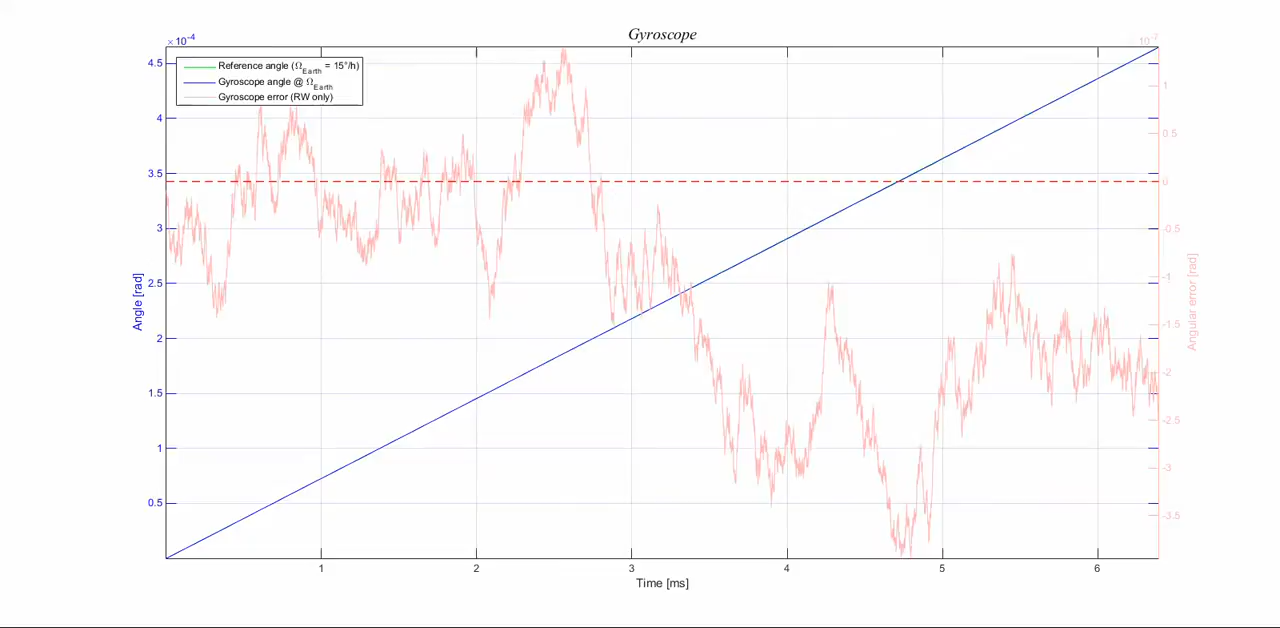 Gyroscope
×10⁻⁴
10⁻⁷
Reference angle (Ω_Earth = 15°/h)
Gyroscope angle @ Ω_Earth
Gyroscope error (RW only)
4.5
4
3.5
3
2.5
2
1.5
1
0.5
Angle [rad]
1
0.5
0
-0.5
-1
-1.5
-2
-2.5
-3
-3.5
Angular error [rad]
1 2 3 4 5 6
Time [ms]